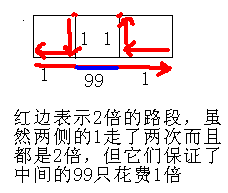 1 1
1 99 1
红边表示2倍的路段，虽
然两侧的1走了两次而且
都是2倍，但它们保证了
中间的99只花费1倍